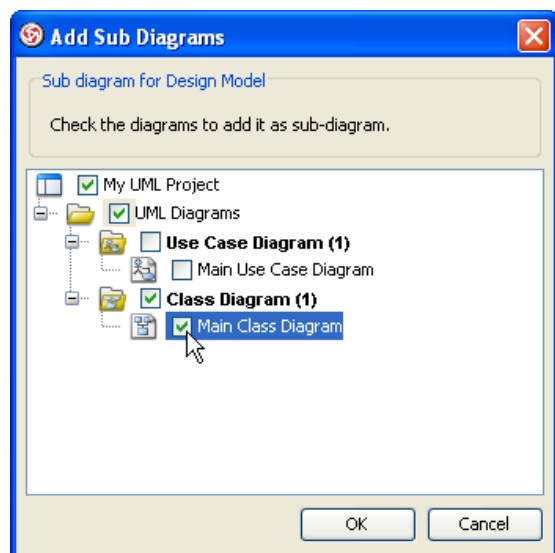 Add Sub Diagrams
Sub diagram for Design Model
Check the diagrams to add it as sub-diagram.
My UML Project
UML Diagrams
Use Case Diagram (1)
Main Use Case Diagram
Class Diagram (1)
Main Class Diagram
OK Cancel